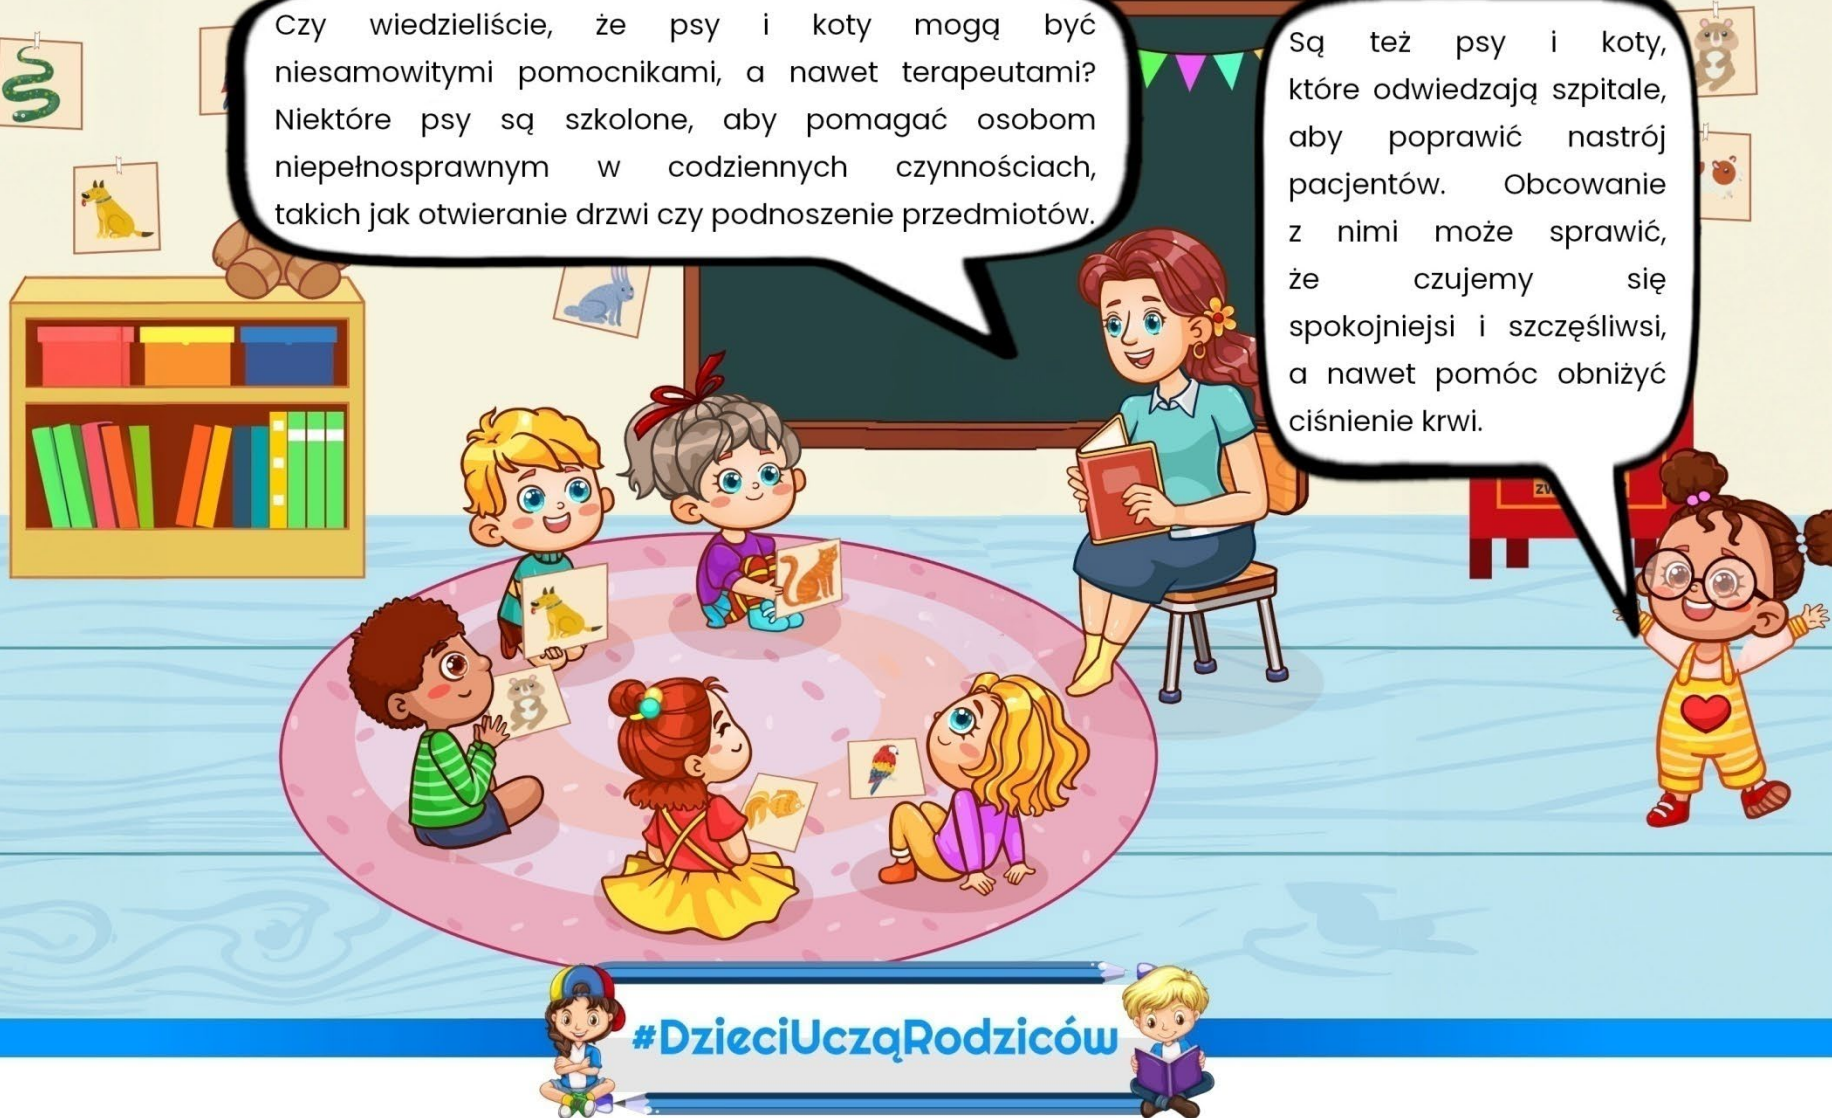 Czy wiedzieliście, że psy i koty mogą być
niesamowitymi pomocnikami, a nawet terapeutami?
Niektóre psy są szkolone, aby pomagać osobom
niepełnosprawnym w codziennych czynnościach,
takich jak otwieranie drzwi czy podnoszenie przedmiotów.
Są też psy i koty,
które odwiedzają szpitale,
aby poprawić nastrój
pacjentów. Obcowanie
z nimi może sprawić,
że czujemy się
spokojniejsi i szczęśliwsi,
a nawet pomóc obniżyć
ciśnienie krwi.
#DzieciUcząRodziców